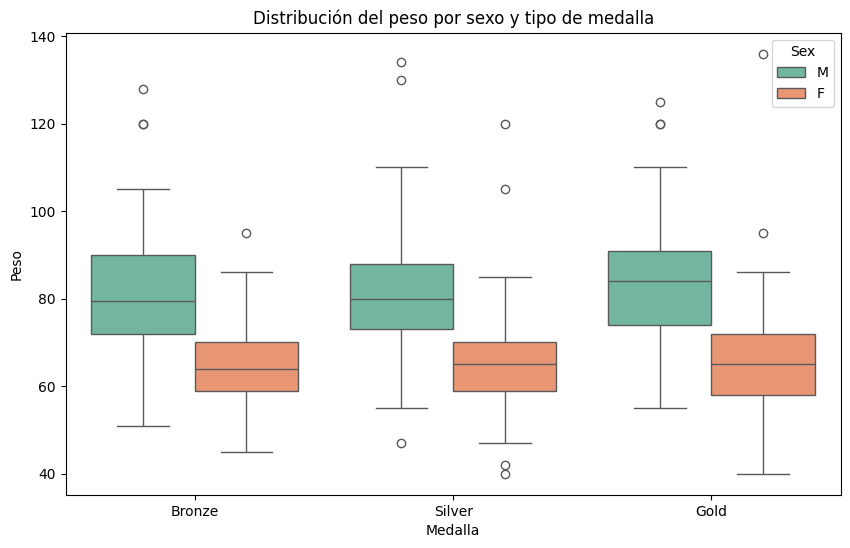 Distribución del peso por sexo y tipo de medalla
140
120
100
80
60
40
Peso
Sex
M
F
Bronze
Silver
Gold
Medalla